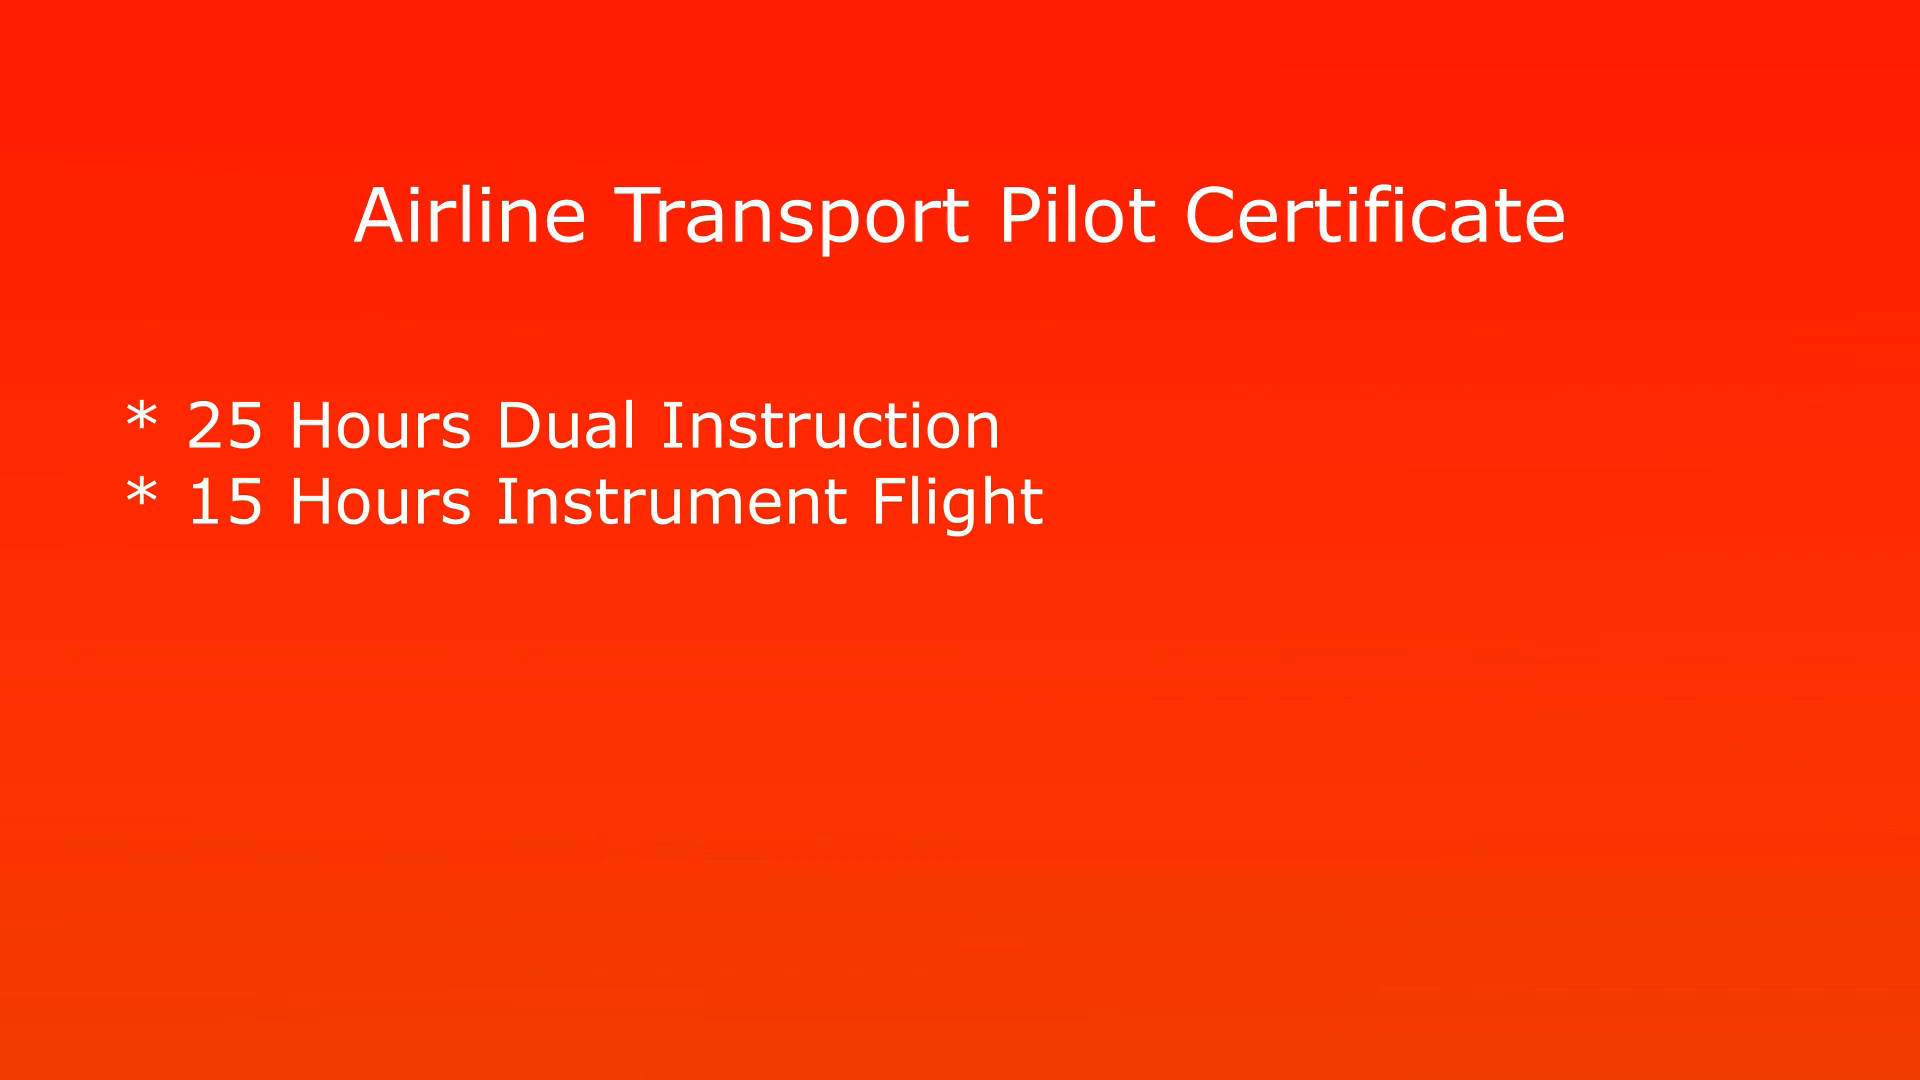 Airline Transport Pilot Certificate
* 25 Hours Dual Instruction
* 15 Hours Instrument Flight